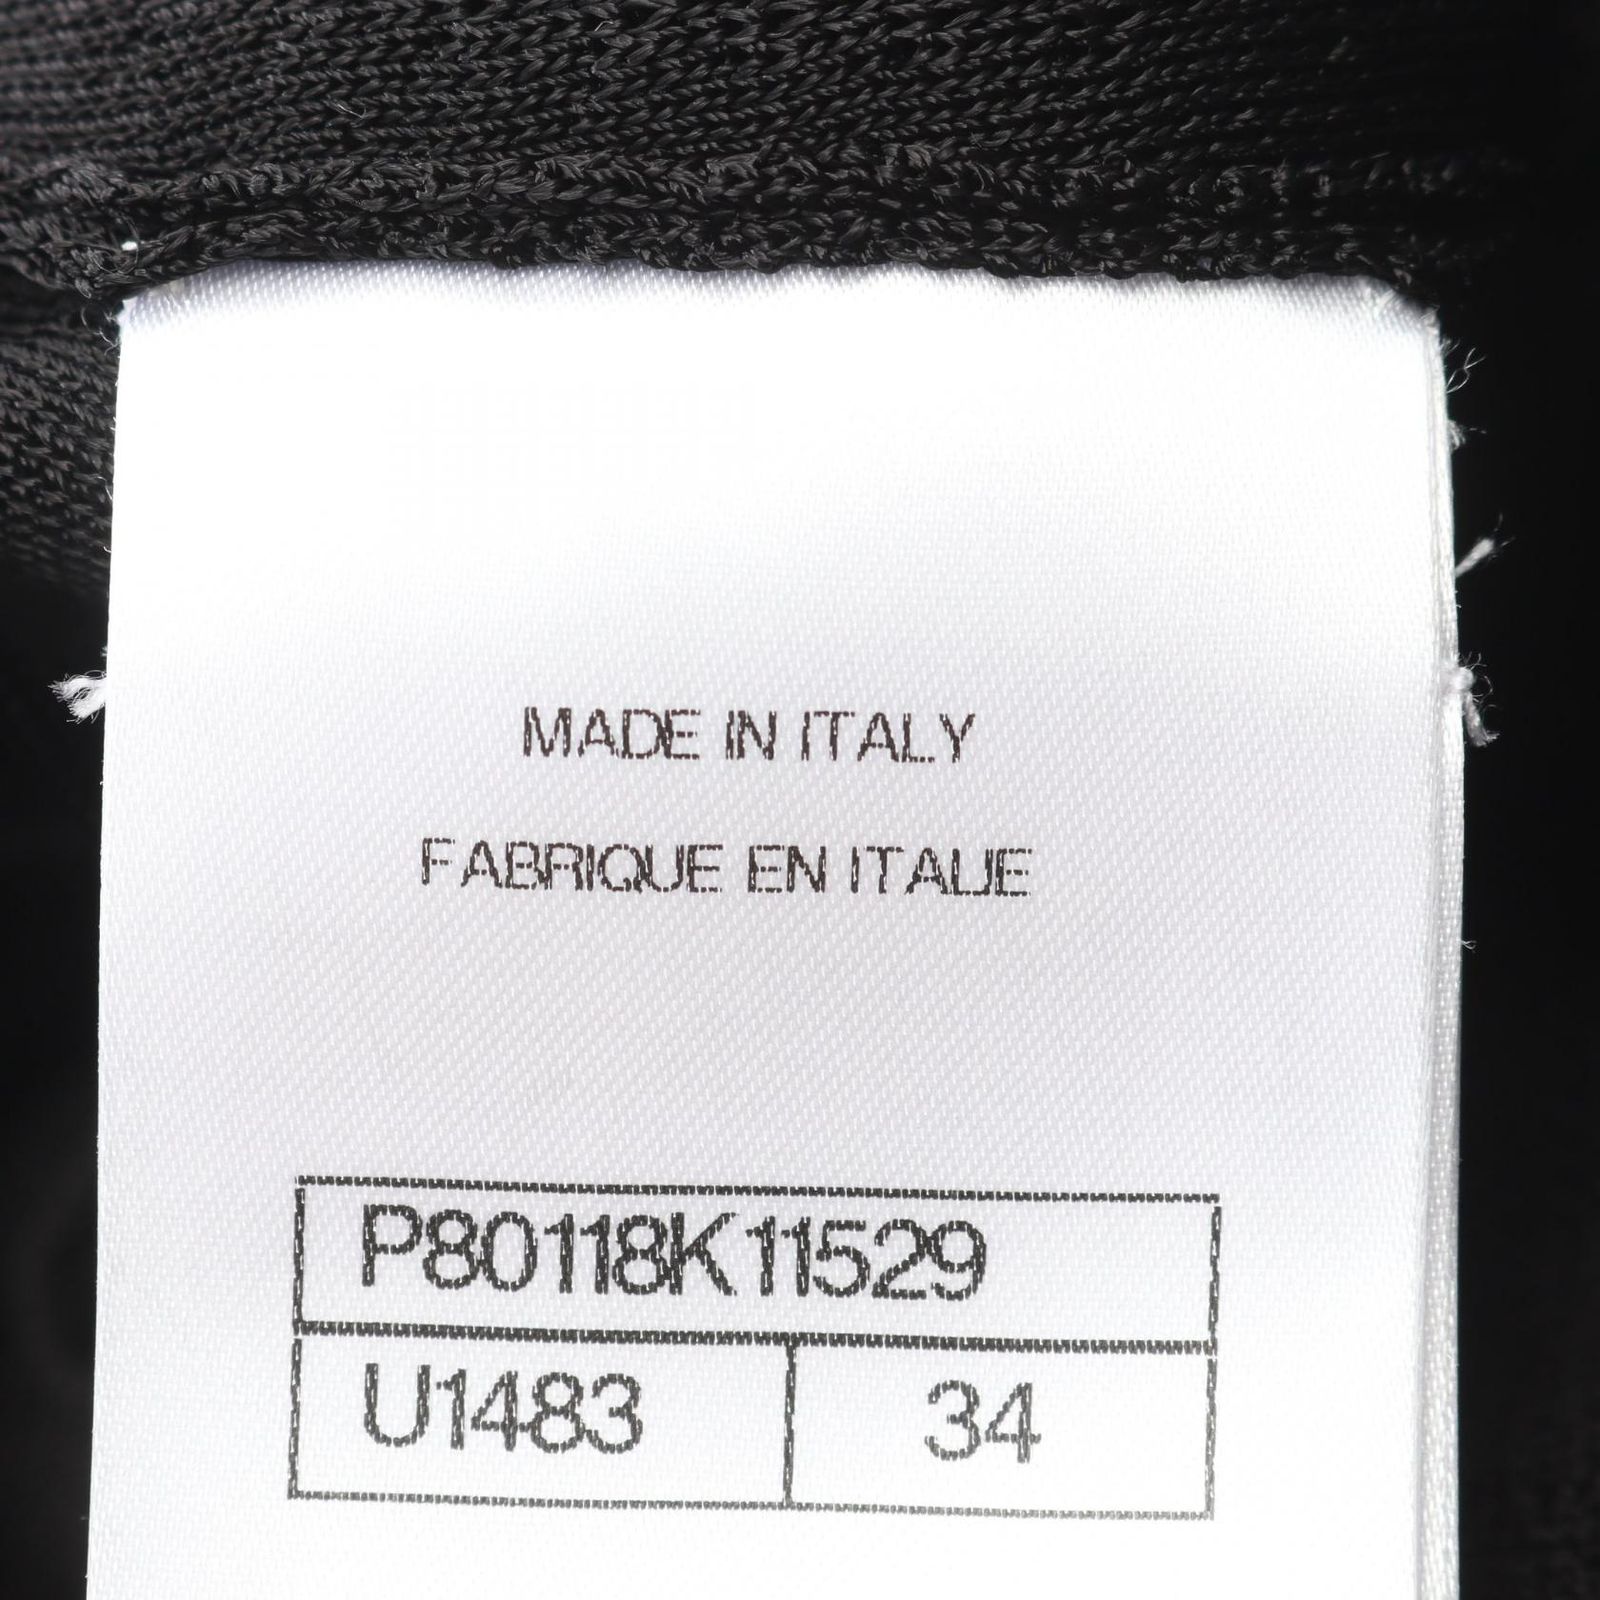 MADE IN ITALY
FABRIQUE EN ITALIE
P80118K11529
U1483 34